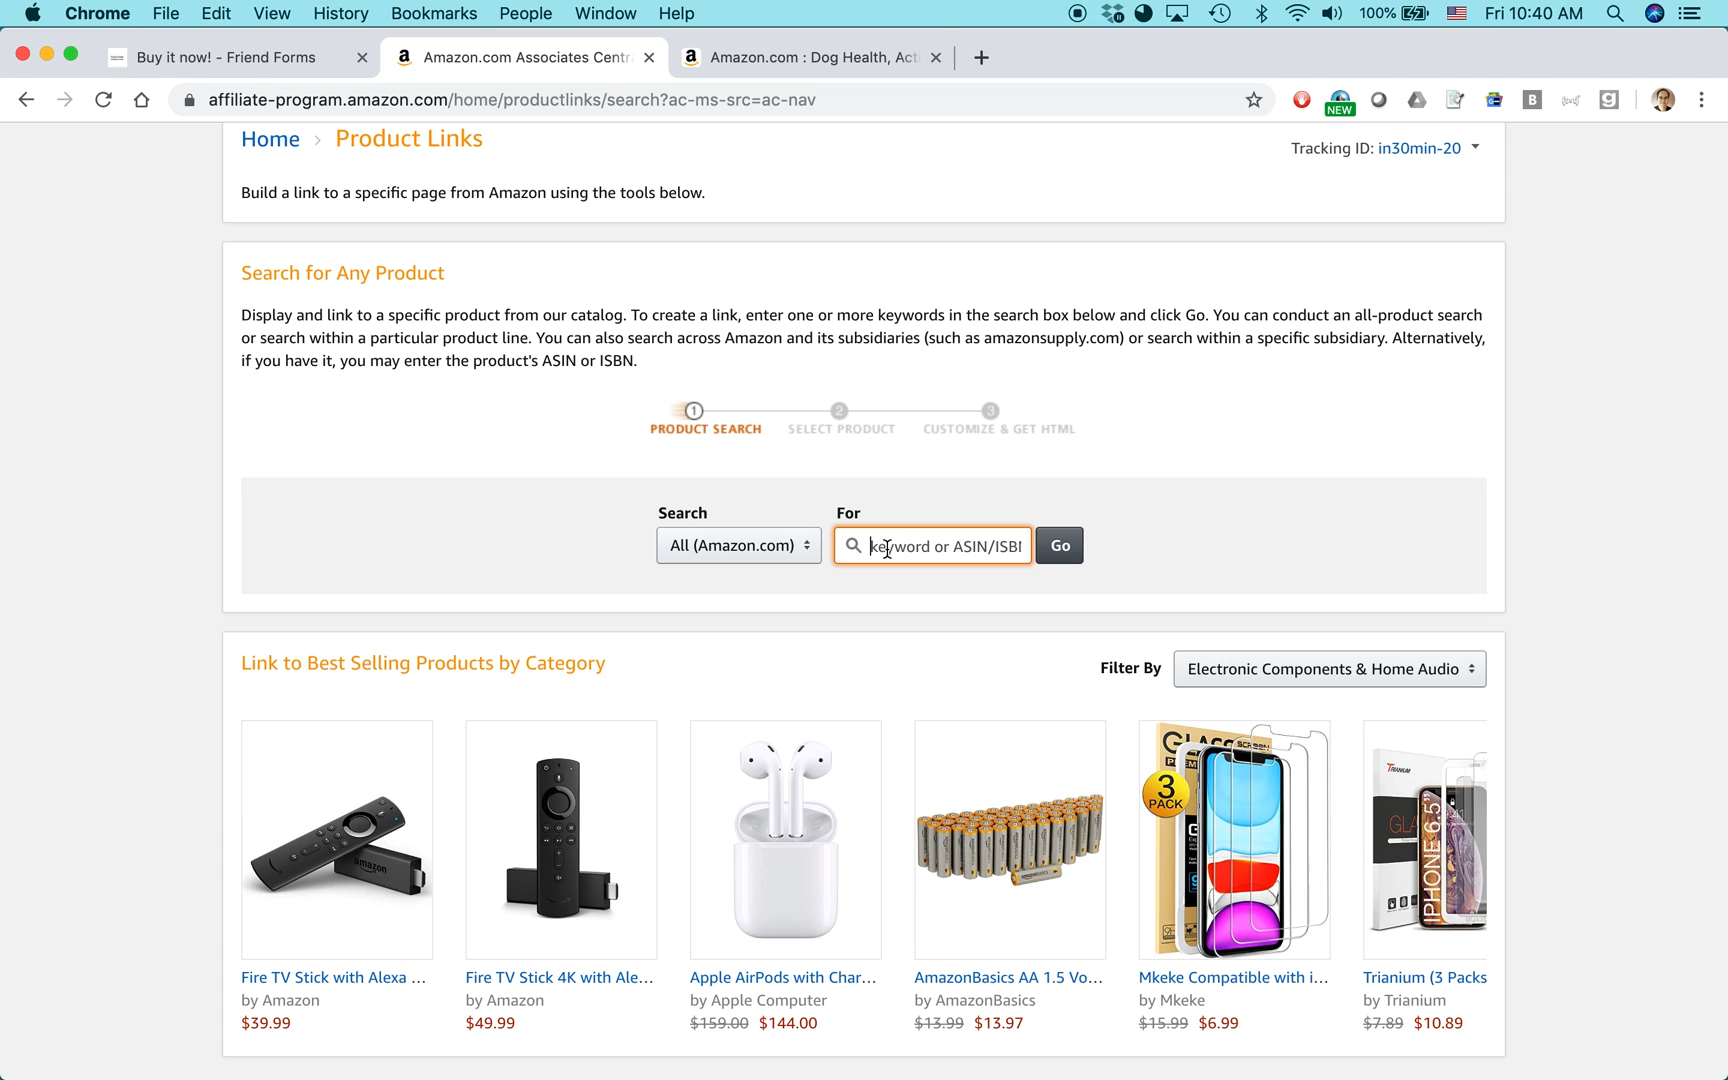 Chrome File Edit View History Bookmarks People Window Help
100% Fri 10:40 AM
Buy it now! - Friend Forms
a Amazon.com Associates Centr
a Amazon.com : Dog Health, Acti
affiliate-program.amazon.com/home/productlinks/search?ac-ms-src=ac-nav
NEW
B
g
Home › Product Links
Tracking ID: in30min-20
Build a link to a specific page from Amazon using the tools below.
Search for Any Product
Display and link to a specific product from our catalog. To create a link, enter one or more keywords in the search box below and click Go. You can conduct an all-product search
or search within a particular product line. You can also search across Amazon and its subsidiaries (such as amazonsupply.com) or search within a specific subsidiary. Alternatively,
if you have it, you may enter the product's ASIN or ISBN.
1 2 3
PRODUCT SEARCH SELECT PRODUCT CUSTOMIZE & GET HTML
Search For
All (Amazon.com) keyword or ASIN/ISBN Go
Link to Best Selling Products by Category
Filter By Electronic Components & Home Audio
amazon
3
PACK
TRIANIUM
IPHONE 6.5"
Fire TV Stick with Alexa ...
by Amazon
$39.99
Fire TV Stick 4K with Ale...
by Amazon
$49.99
Apple AirPods with Char...
by Apple Computer
$159.00 $144.00
AmazonBasics AA 1.5 Vo...
by AmazonBasics
$13.99 $13.97
Mkeke Compatible with i...
by Mkeke
$15.99 $6.99
Trianium (3 Packs
by Trianium
$7.89 $10.89